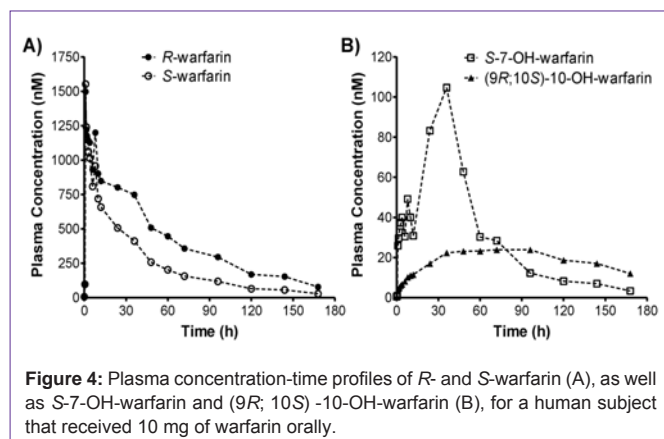 A)
R-warfarin
S-warfarin
Plasma Concentration (nM)
1750
1500
1250
1000
750
500
250
0
0 30 60 90 120 150 180
Time (h)
B)
S-7-OH-warfarin
(9R;10S)-10-OH-warfarin
Plasma Concentration (nM)
120
100
80
60
40
20
0
0 30 60 90 120 150 180
Time (h)
Figure 4: Plasma concentration-time profiles of R- and S-warfarin (A), as well
as S-7-OH-warfarin and (9R; 10S) -10-OH-warfarin (B), for a human subject
that received 10 mg of warfarin orally.